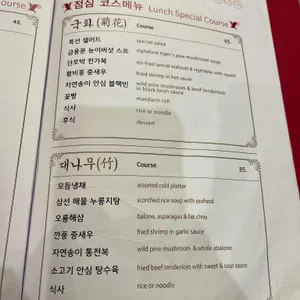 Course
48.
점심 코스메뉴 Lunch Special Course
국화(菊花) Course 65.
특선 샐러드 special salad
금룡문 능이버섯 스프 signature tiger's paw mushroom soup
단호박 전가복 stir-fried special seafoods & vegetables with squash
황비홍 중새우 fried shrimp in hot sauce
자연송이 안심 블랙빈 wild pine mushrooms & beef tenderloin in black bean sauce
꽃빵 mandarin roll
식사 rice or noodle
후식 dessert
대나무(竹) Course 85.
모듬냉채 assorted cold platter
삼선 해물 누룽지탕 scorched rice soup with seafood
오룡해삼 balone, asparagus & fat choy
깐풍 중새우 fried shrimp in garlic sauce
자연송이 통전복 wild pine mushroom & whole abalone
소고기 안심 탕수육 fried beef tenderloin with sweet & sour sauce
식사 rice or noodle